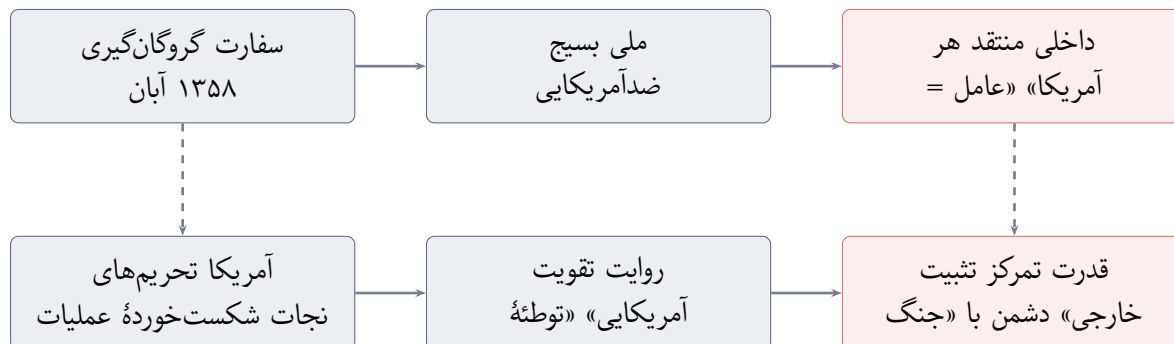 سفارت گروگان‌گیری
۱۳۵۸ آبان
ملی بسیج
ضدآمریکایی
داخلی منتقد هر
آمریکا» «عامل =
آمریکا تحریم‌های
نجات شکست‌خوردهٔ عملیات
روایت تقویت
آمریکایی» «توطئهٔ
قدرت تمرکز تثبیت
خارجی» دشمن با «جنگ